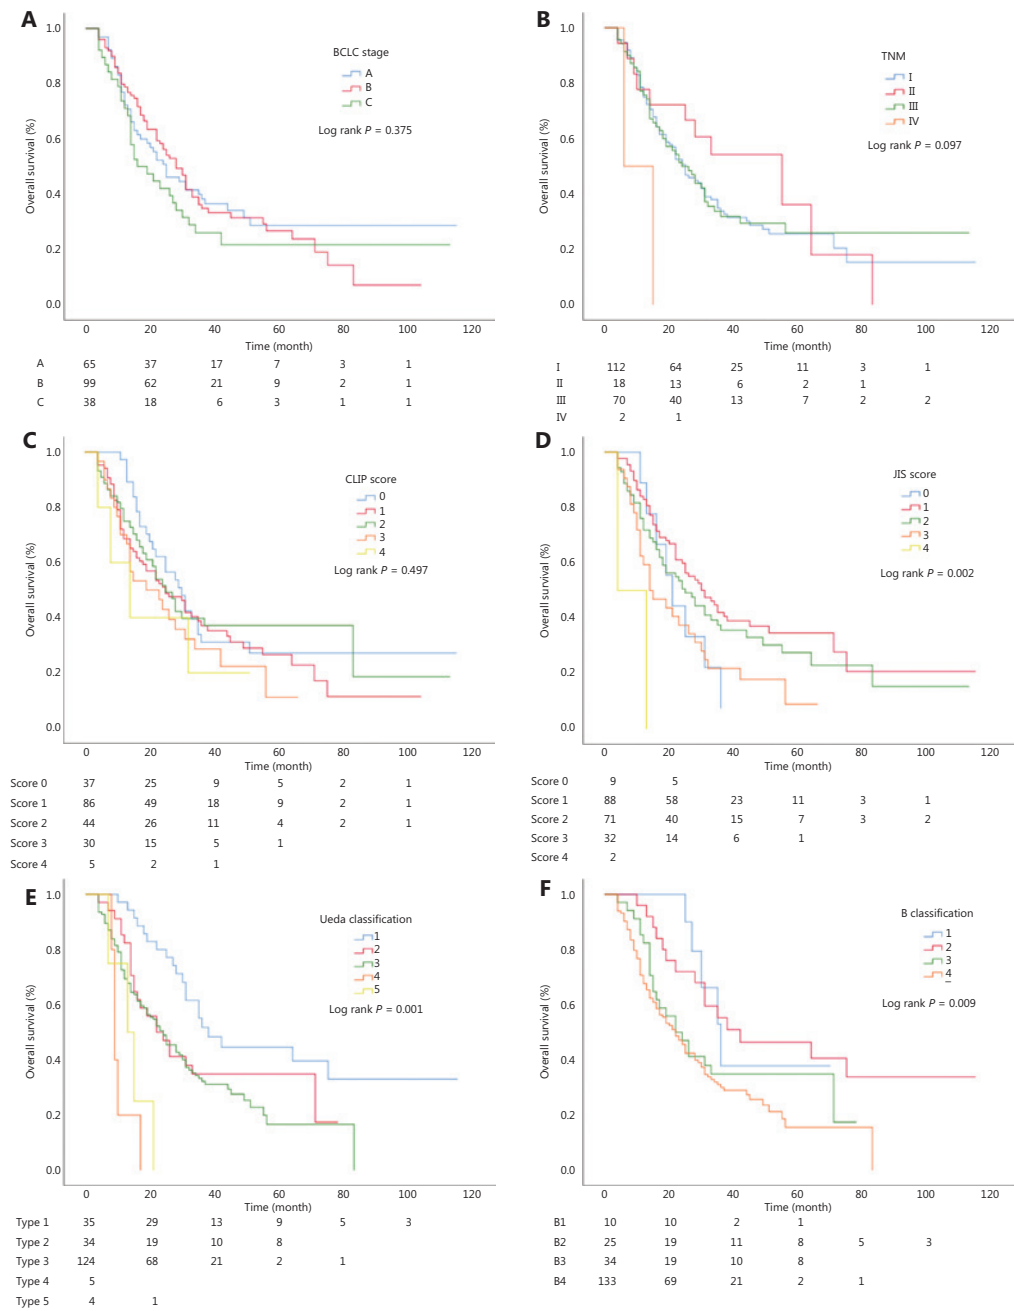 A
BCLC stage
A
B
C
Log rank P = 0.375
Overall survival (%)
1.0
0.8
0.6
0.4
0.2
0.0
0 20 40 60 80 100 120
Time (month)
A 65 37 17 7 3 1
B 99 62 21 9 2 1
C 38 18 6 3 1 1
B
TNM
I
II
III
IV
Log rank P = 0.097
Overall survival (%)
1.0
0.8
0.6
0.4
0.2
0.0
0 20 40 60 80 100 120
Time (month)
I 112 64 25 11 3 1
II 18 13 6 2 1
III 70 40 13 7 2 2
IV 2 1
C
CLIP score
0
1
2
3
4
Log rank P = 0.497
Overall survival (%)
1.0
0.8
0.6
0.4
0.2
0.0
0 20 40 60 80 100 120
Time (month)
Score 0 37 25 9 5 2 1
Score 1 86 49 18 9 2 1
Score 2 44 26 11 4 2 1
Score 3 30 15 5 1
Score 4 5 2 1
D
JIS score
0
1
2
3
4
Log rank P = 0.002
Overall survival (%)
1.0
0.8
0.6
0.4
0.2
0.0
0 20 40 60 80 100 120
Time (month)
Score 0 9 5
Score 1 88 58 23 11 3 1
Score 2 71 40 15 7 3 2
Score 3 32 14 6 1
Score 4 2
E
Ueda classification
1
2
3
4
5
Log rank P = 0.001
Overall survival (%)
1.0
0.8
0.6
0.4
0.2
0.0
0 20 40 60 80 100 120
Time (month)
Type 1 35 29 13 9 5 3
Type 2 34 19 10 8
Type 3 124 68 21 2 1
Type 4 5
Type 5 4 1
F
B classification
1
2
3
4
Log rank P = 0.009
Overall survival (%)
1.0
0.8
0.6
0.4
0.2
0.0
0 20 40 60 80 100 120
Time (month)
B1 10 10 2 1
B2 25 19 11 8 5 3
B3 34 19 10 8
B4 133 69 21 2 1